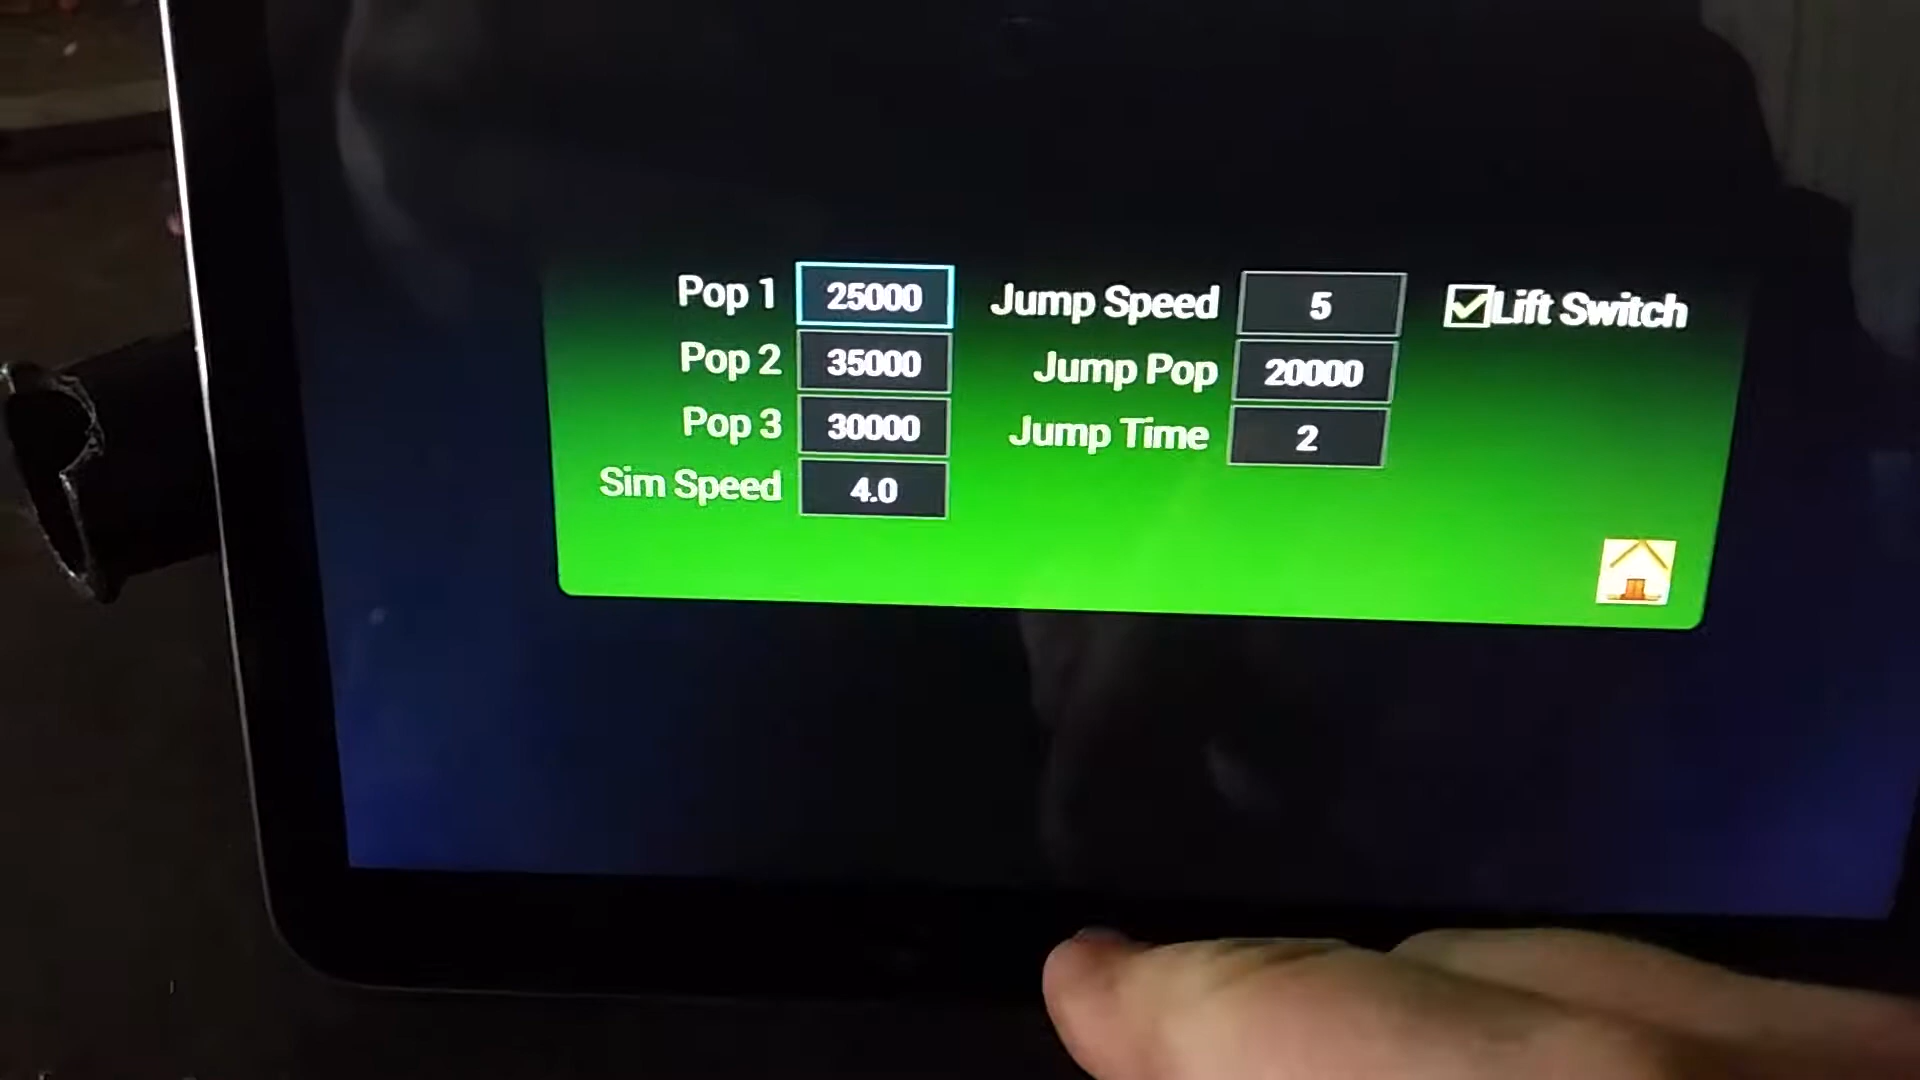 Pop 1 25000 Jump Speed 5 Lift Switch
Pop 2 35000 Jump Pop 20000
Pop 3 30000 Jump Time 2
Sim Speed 4.0